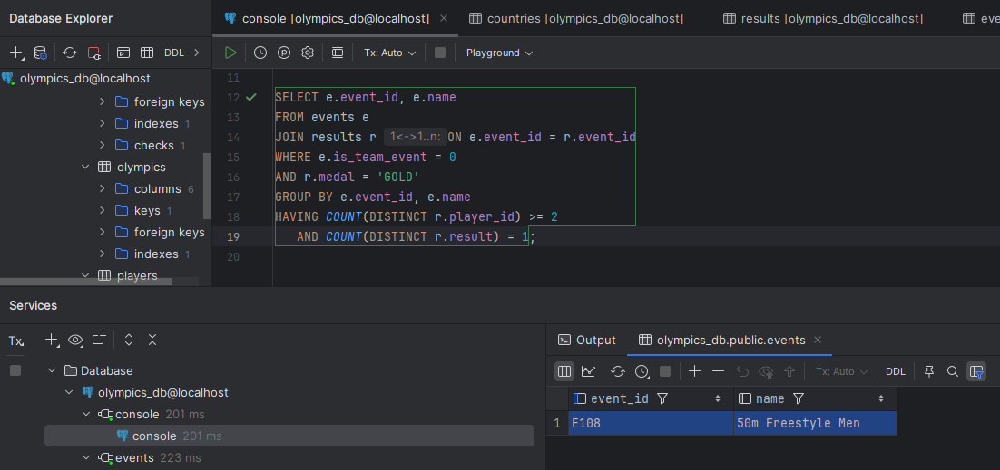 Database Explorer
DDL
olympics_db@localhost
foreign keys
indexes 1
checks 1
olympics
columns 6
keys 1
foreign keys
indexes 1
players
console [olympics_db@localhost]
countries [olympics_db@localhost]
results [olympics_db@localhost]
eve
Tx: Auto
Playground
11
12 SELECT e.event_id, e.name
13 FROM events e
14 JOIN results r 1<->1..n: ON e.event_id = r.event_id
15 WHERE e.is_team_event = 0
16 AND r.medal = 'GOLD'
17 GROUP BY e.event_id, e.name
18 HAVING COUNT(DISTINCT r.player_id) >= 2
19 AND COUNT(DISTINCT r.result) = 1;
20
Services
Tx
Database
olympics_db@localhost
console 201 ms
console 201 ms
events 223 ms
Output
olympics_db.public.events
Tx: Auto
DDL
event_id name
1 E108 50m Freestyle Men